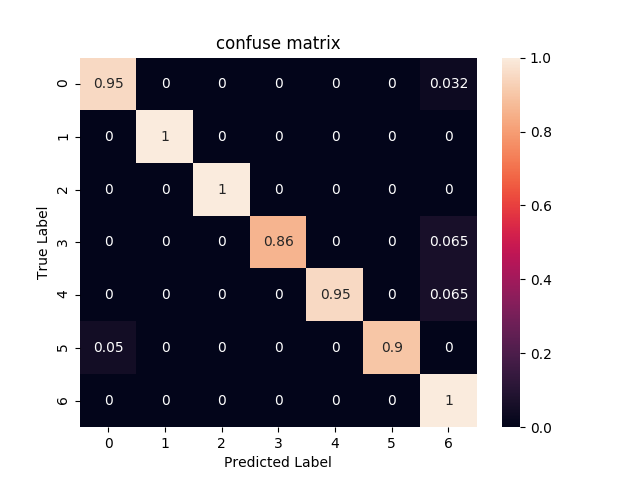 confuse matrix
0 0.95 0 0 0 0 0 0.032
1 0 1 0 0 0 0 0
2 0 0 1 0 0 0 0
3 0 0 0 0.86 0 0 0.065
4 0 0 0 0 0.95 0 0.065
5 0.05 0 0 0 0 0.9 0
6 0 0 0 0 0 0 1
0 1 2 3 4 5 6
Predicted Label
True Label
1.0
0.8
0.6
0.4
0.2
0.0